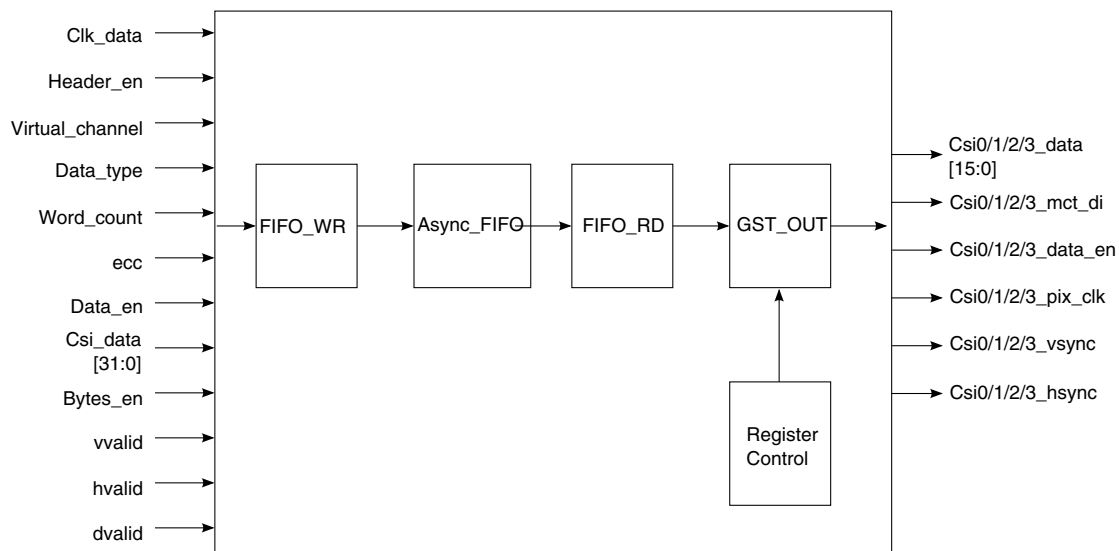 Clk_data
Header_en
Virtual_channel
Data_type
Word_count
ecc
Data_en
Csi_data
[31:0]
Bytes_en
vvalid
hvalid
dvalid
FIFO_WR
Async_FIFO
FIFO_RD
GST_OUT
Register
Control
Csi0/1/2/3_data
[15:0]
Csi0/1/2/3_mct_di
Csi0/1/2/3_data_en
Csi0/1/2/3_pix_clk
Csi0/1/2/3_vsync
Csi0/1/2/3_hsync